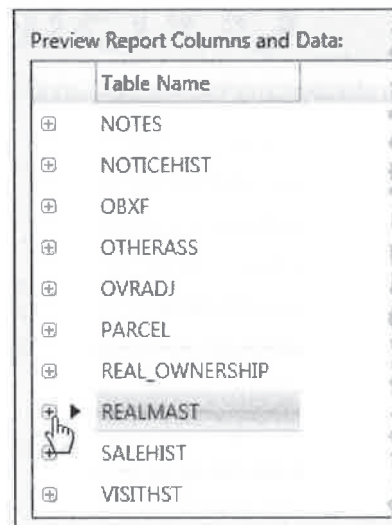 Preview Report Columns and Data:
Table Name
NOTES
NOTICEHIST
OBXF
OTHERASS
OVRADJ
PARCEL
REAL_OWNERSHIP
REALMAST
SALEHIST
VISITHST